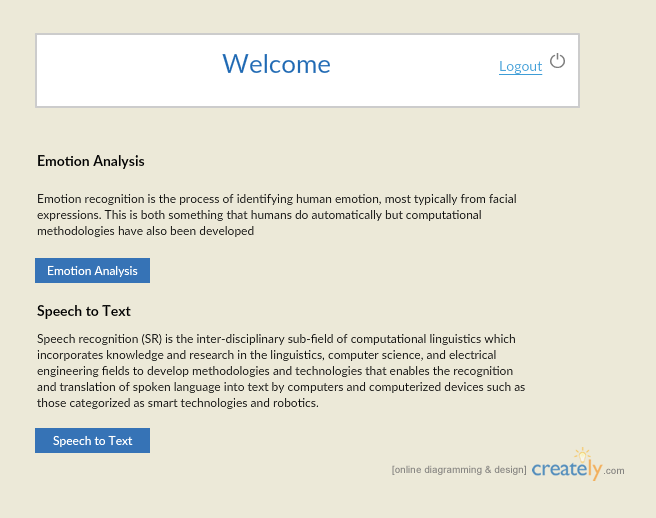 Welcome
Logout
Emotion Analysis
Emotion recognition is the process of identifying human emotion, most typically from facial
expressions. This is both something that humans do automatically but computational
methodologies have also been developed
Emotion Analysis
Speech to Text
Speech recognition (SR) is the inter-disciplinary sub-field of computational linguistics which
incorporates knowledge and research in the linguistics, computer science, and electrical
engineering fields to develop methodologies and technologies that enables the recognition
and translation of spoken language into text by computers and computerized devices such as
those categorized as smart technologies and robotics.
Speech to Text
[online diagramming & design] creately.com